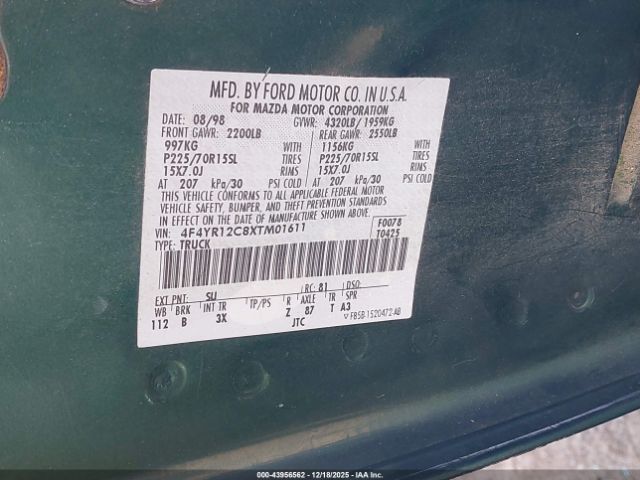 MFD. BY FORD MOTOR CO. IN U.S.A.
FOR MAZDA MOTOR CORPORATION
DATE: 08/98 GVWR: 4320LB/ 1959KG
FRONT GAWR: 2200LB REAR GAWR: 2550LB
997KG WITH 1156KG WITH
P225/70R15SL TIRES P225/70R15SL TIRES
15X7.0J RIMS 15X7.0J RIMS
AT 207 kPa/30 PSI COLD AT 207 kPa/30 PSI COLD
THIS VEHICLE CONFORMS TO ALL APPLICABLE FEDERAL MOTOR
VEHICLE SAFETY, BUMPER, AND THEFT PREVENTION STANDARDS
IN EFFECT ON THE DATE OF MANUFACTURE SHOWN ABOVE.
VIN: 4F4YR12C8XTM01611 F0078
TYPE: TRUCK T0425
EXT PNT: SU RC: 81 DSO:
WB BRK INT TR TP/PS R AXLE TR SPR
112 B 3X Z 87 T A3
JTC F85B-1520472-AB
000-43956562 - 12/18/2025 - IAAI, Inc.